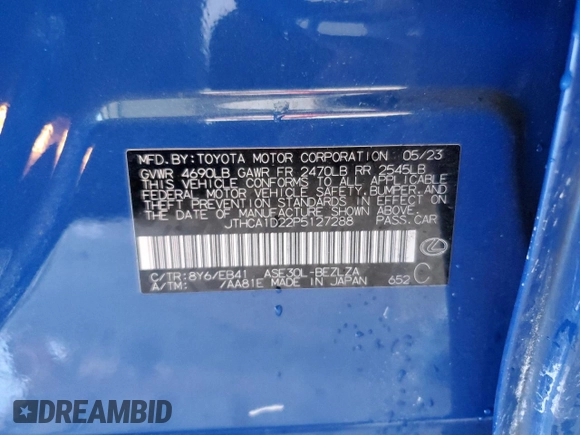 MFD.BY:TOYOTA MOTOR CORPORATION 05/23
GVWR 4690LB GAWR FR 2470LB RR 2545LB
THIS VEHICLE CONFORMS TO ALL APPLICABLE
FEDERAL MOTOR VEHICLE SAFETY, BUMPER, AND
THEFT PREVENTION STANDARDS IN EFFECT ON
THE DATE OF MANUFACTURE SHOWN ABOVE.
JTHCA1D22P5127288 PASS.CAR
C/TR:8Y6/EB41 ASE30L-BEZLZA
A/TM: /AA81E MADE IN JAPAN 652 C
DREAMBID